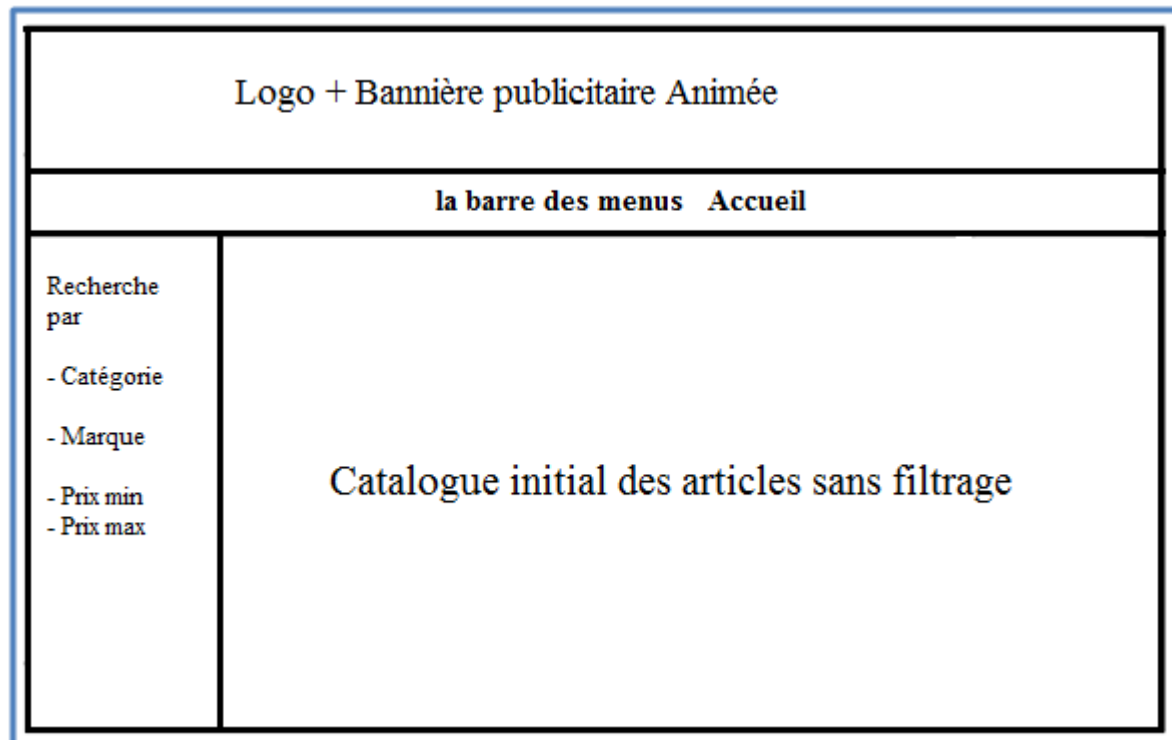 Logo + Bannière publicitaire Animée
la barre des menus Accueil
Recherche
par
- Catégorie
- Marque
- Prix min
- Prix max
Catalogue initial des articles sans filtrage